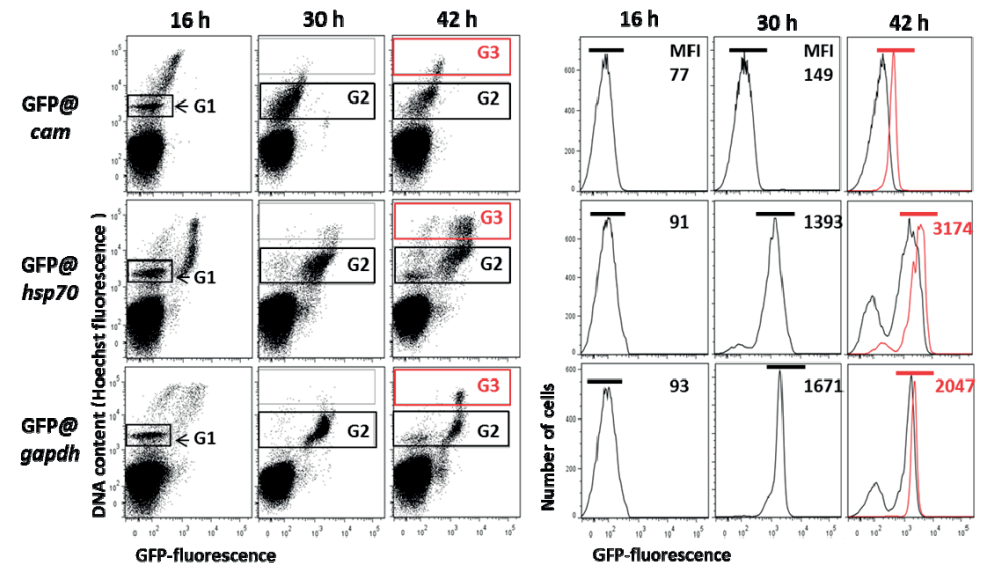 16 h 30 h 42 h 16 h 30 h 42 h
GFP@
cam
G1
G2
G3
G2
MFI
77
MFI
149
GFP@
hsp70
G1
G2
G3
G2
91
1393
3174
GFP@
gapdh
G1
G2
G3
G2
93
1671
2047
DNA content (Hoechst fluorescence )
Number of cells
GFP-fluorescence
GFP-fluorescence